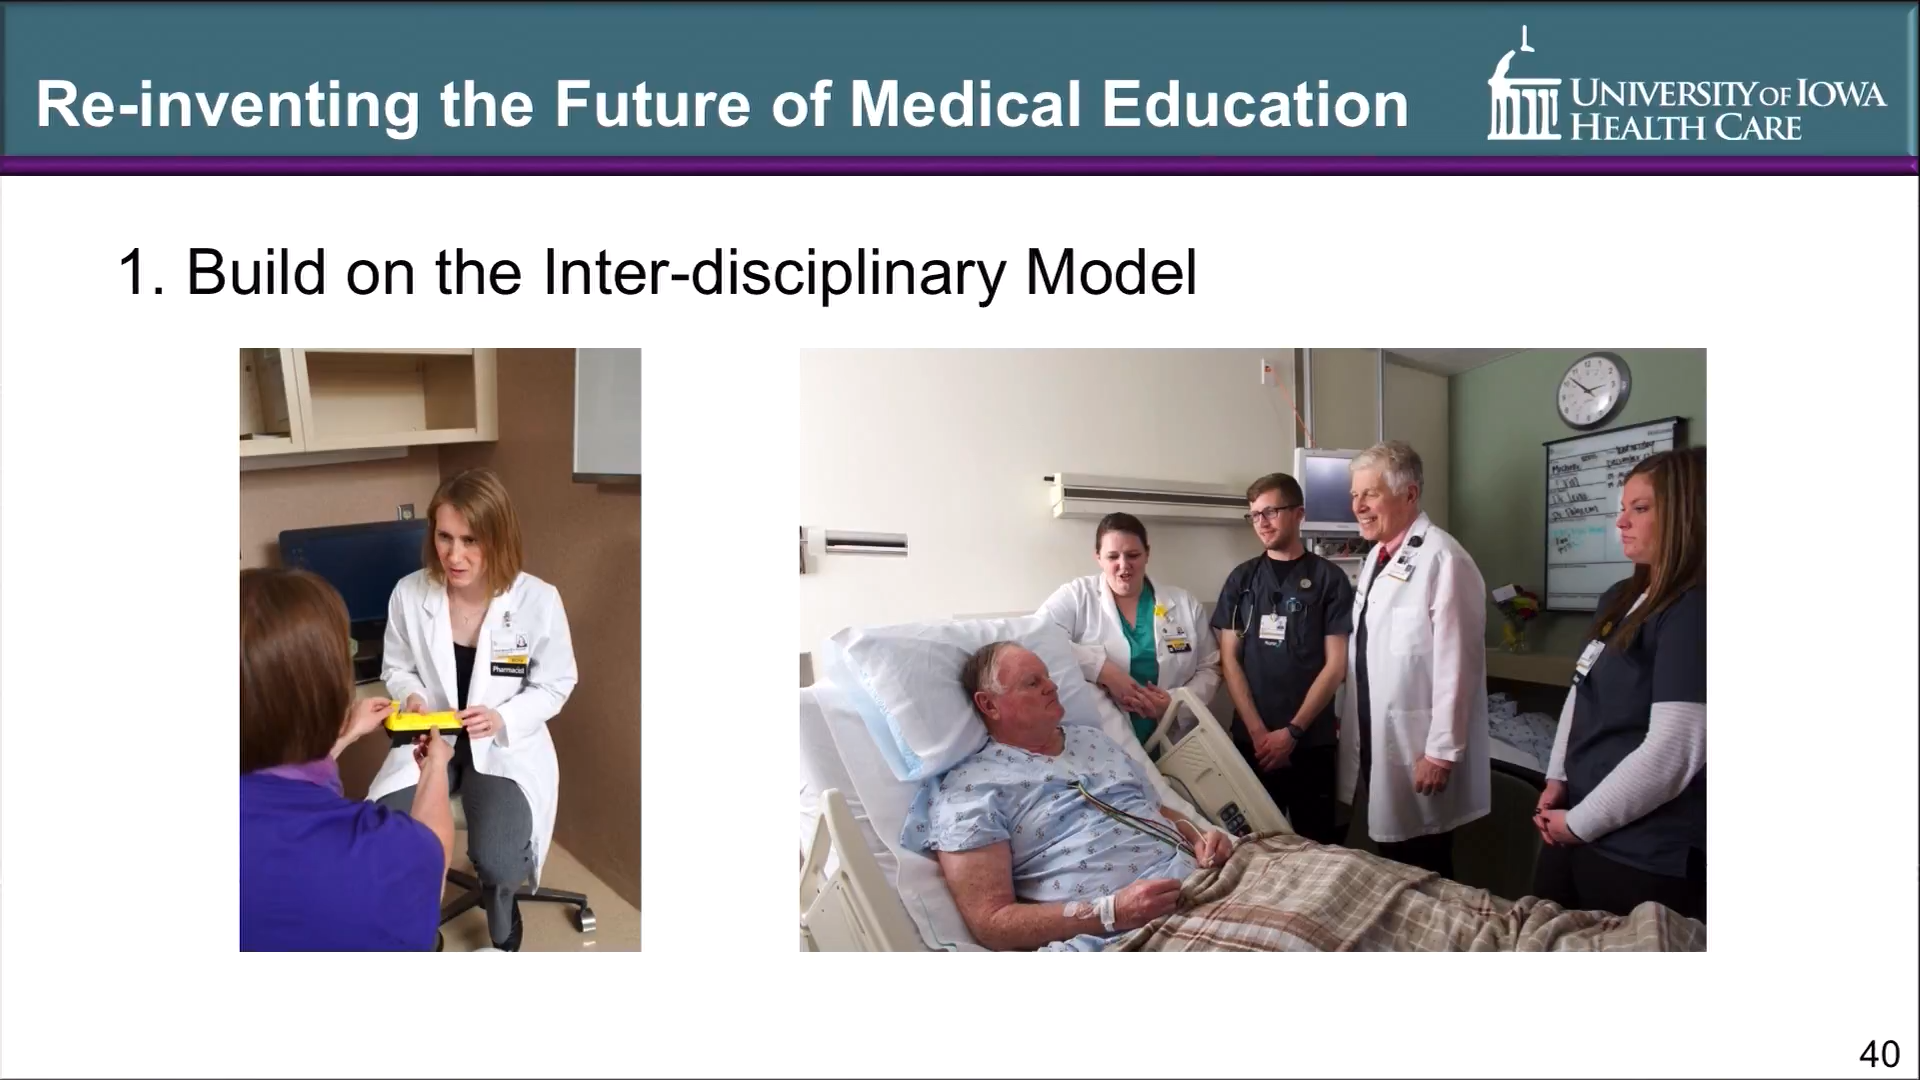 Re-inventing the Future of Medical Education
UNIVERSITY OF IOWA
HEALTH CARE
1. Build on the Inter-disciplinary Model
Pharmacist
40